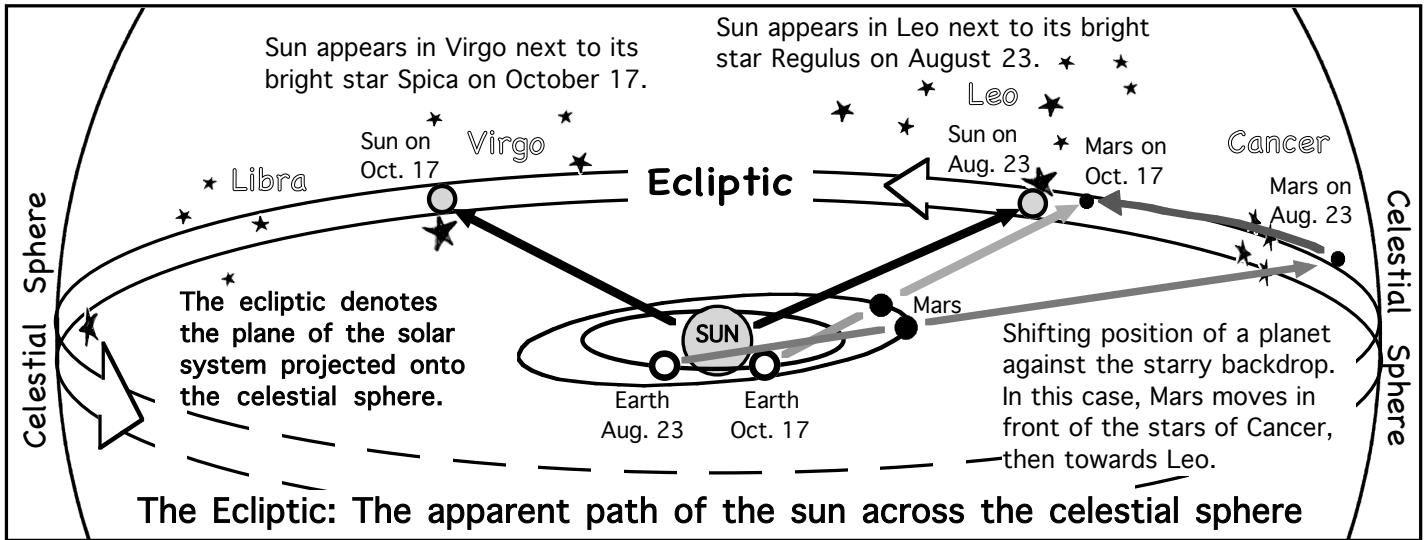 Sun appears in Virgo next to its
bright star Spica on October 17.
Sun appears in Leo next to its bright
star Regulus on August 23.
Leo
Sun on
Oct. 17
Virgo
Libra
Ecliptic
Sun on
Aug. 23
Mars on
Oct. 17
Cancer
Mars on
Aug. 23
Celestial Sphere
Celestial Sphere
The ecliptic denotes
the plane of the solar
system projected onto
the celestial sphere.
SUN
Mars
Earth
Aug. 23
Earth
Oct. 17
Shifting position of a planet
against the starry backdrop.
In this case, Mars moves in
front of the stars of Cancer,
then towards Leo.
The Ecliptic: The apparent path of the sun across the celestial sphere